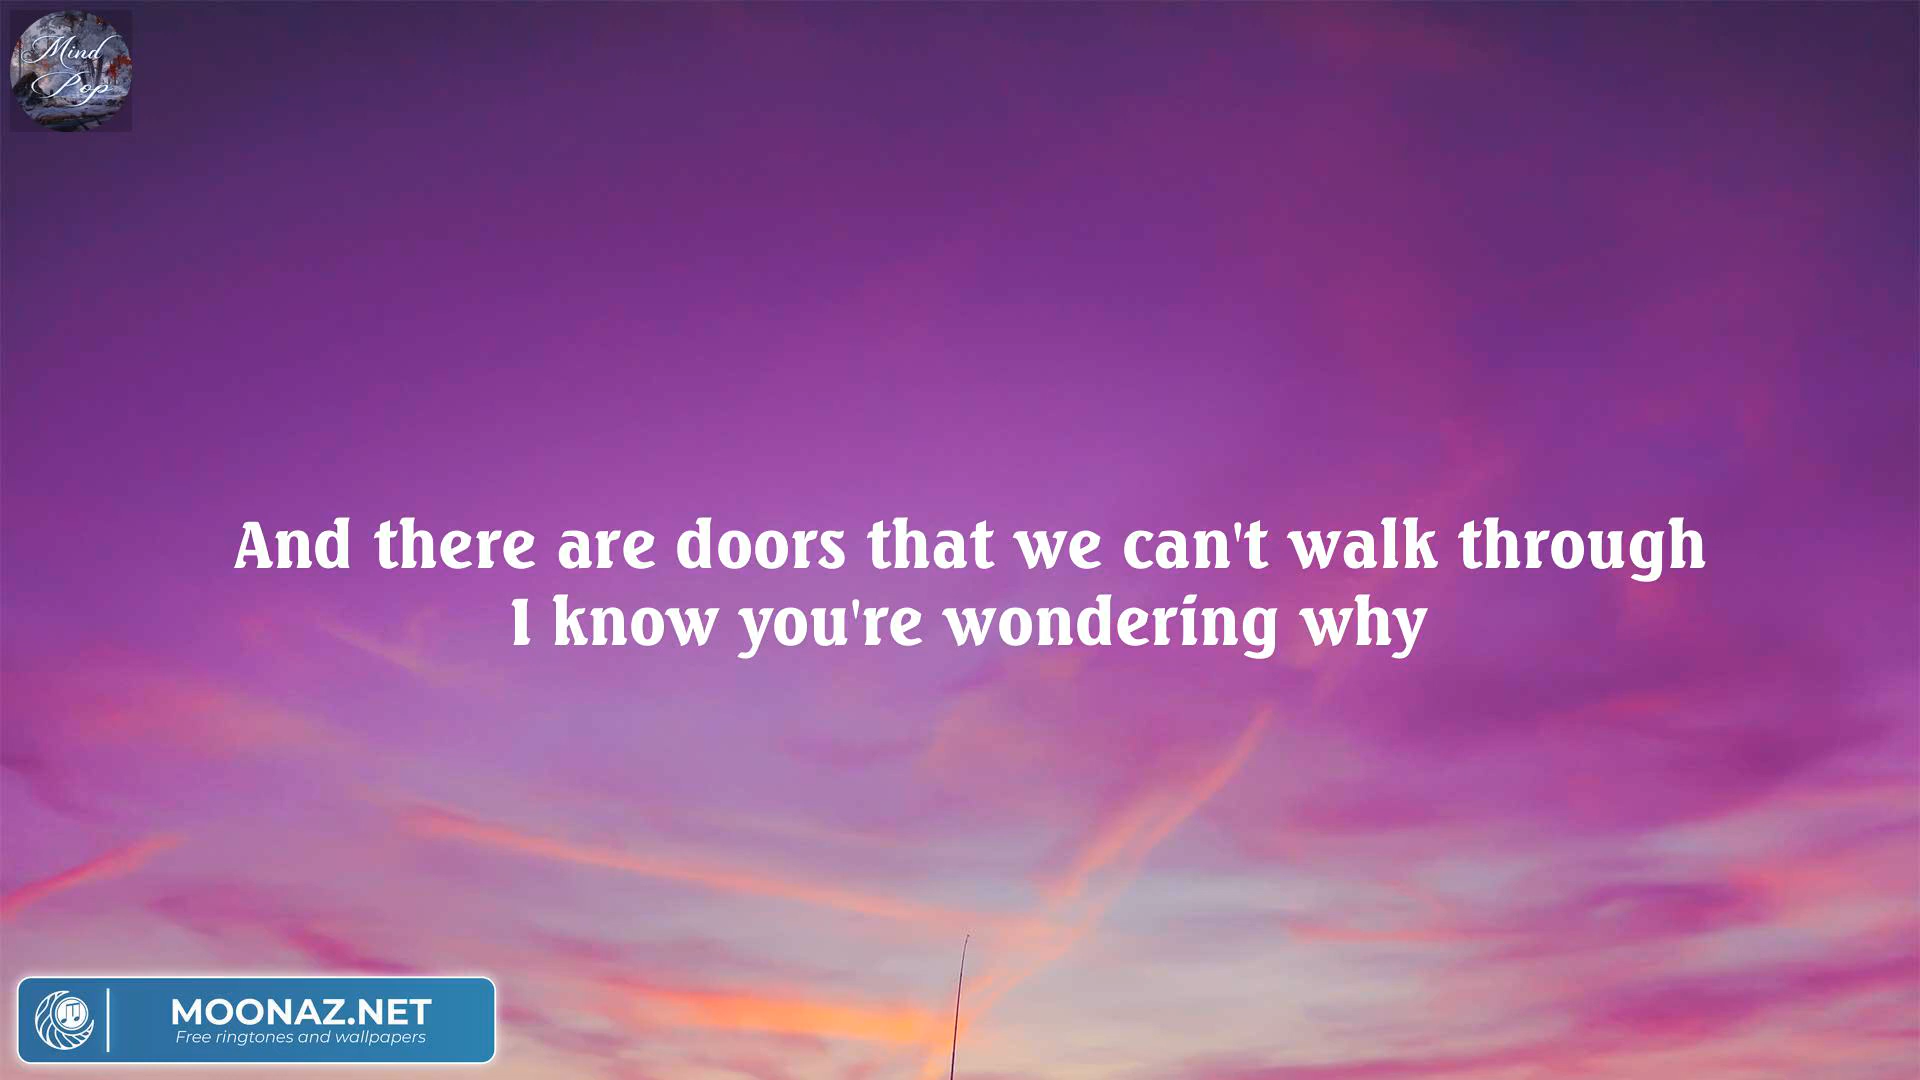 Mind
Pop
And there are doors that we can't walk through
I know you're wondering why
MOONAZ.NET
Free ringtones and wallpapers